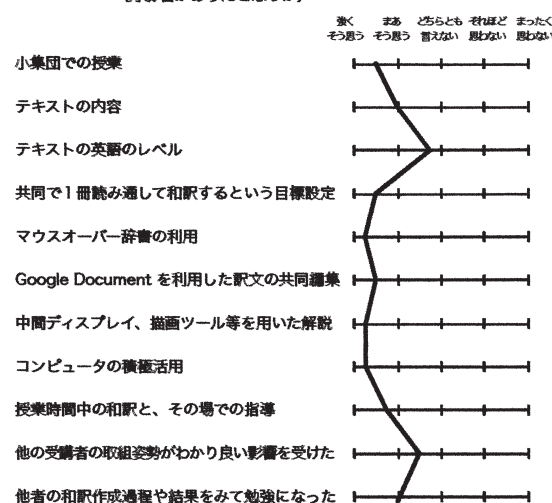 強く まあ どちらとも それほど まったく
そう思う そう思う 言えない 思わない 思わない
小集団での授業
テキストの内容
テキストの英語のレベル
共同で1冊読み通して和訳するという目標設定
マウスオーバー辞書の利用
Google Document を利用した訳文の共同編集
中間ディスプレイ、描画ツール等を用いた解説
コンピュータの積極活用
授業時間中の和訳と、その場での指導
他の受講者の取組姿勢がわかり良い影響を受けた
他者の和訳作成過程や結果をみて勉強になった